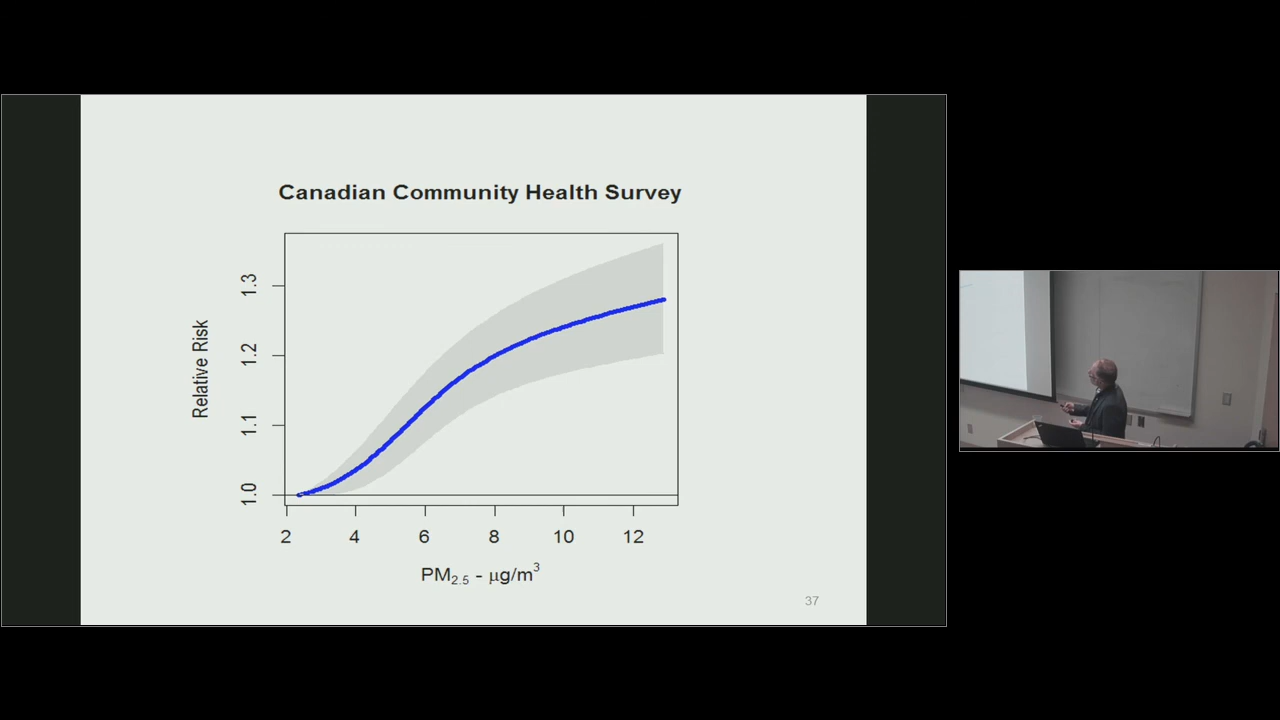 Canadian Community Health Survey
Relative Risk
1.3
1.2
1.1
1.0
2 4 6 8 10 12
PM2.5 - μg/m3
37